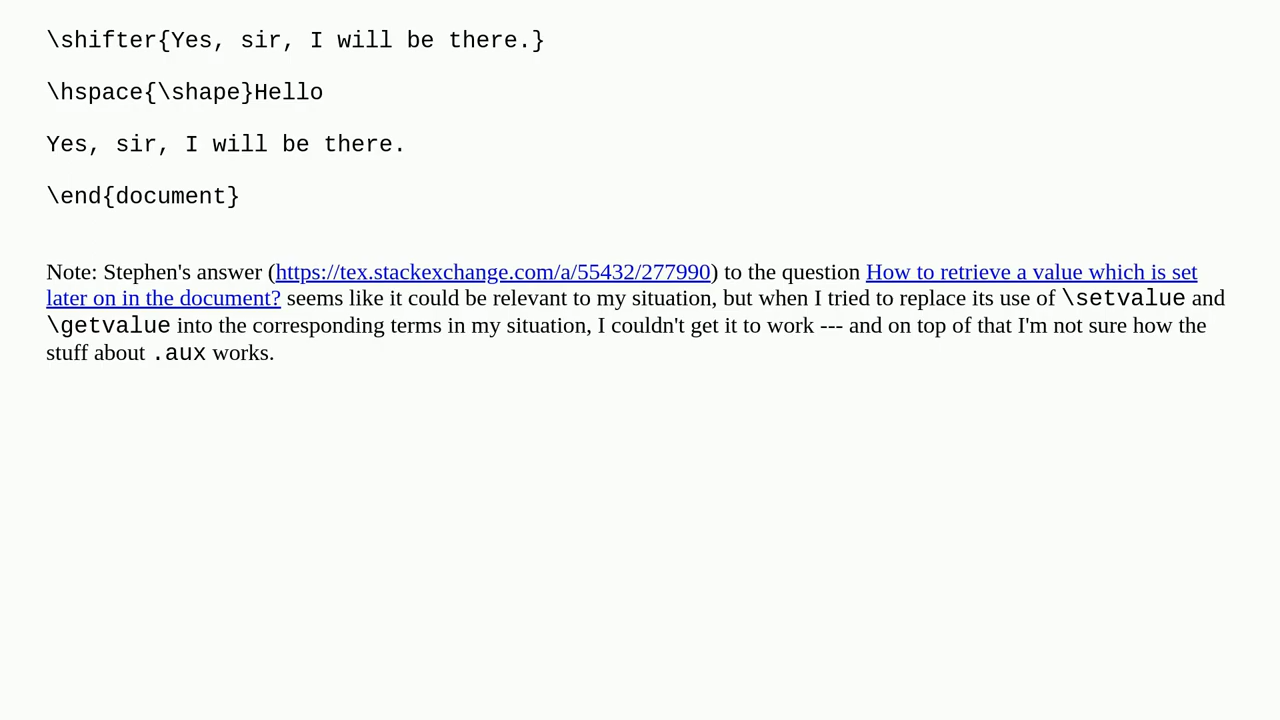 \shifter{Yes, sir, I will be there.}
\hspace{\shape}Hello
Yes, sir, I will be there.
\end{document}
Note: Stephen's answer (https://tex.stackexchange.com/a/55432/277990) to the question How to retrieve a value which is set
later on in the document? seems like it could be relevant to my situation, but when I tried to replace its use of \setvalue and
\getvalue into the corresponding terms in my situation, I couldn't get it to work --- and on top of that I'm not sure how the
stuff about .aux works.